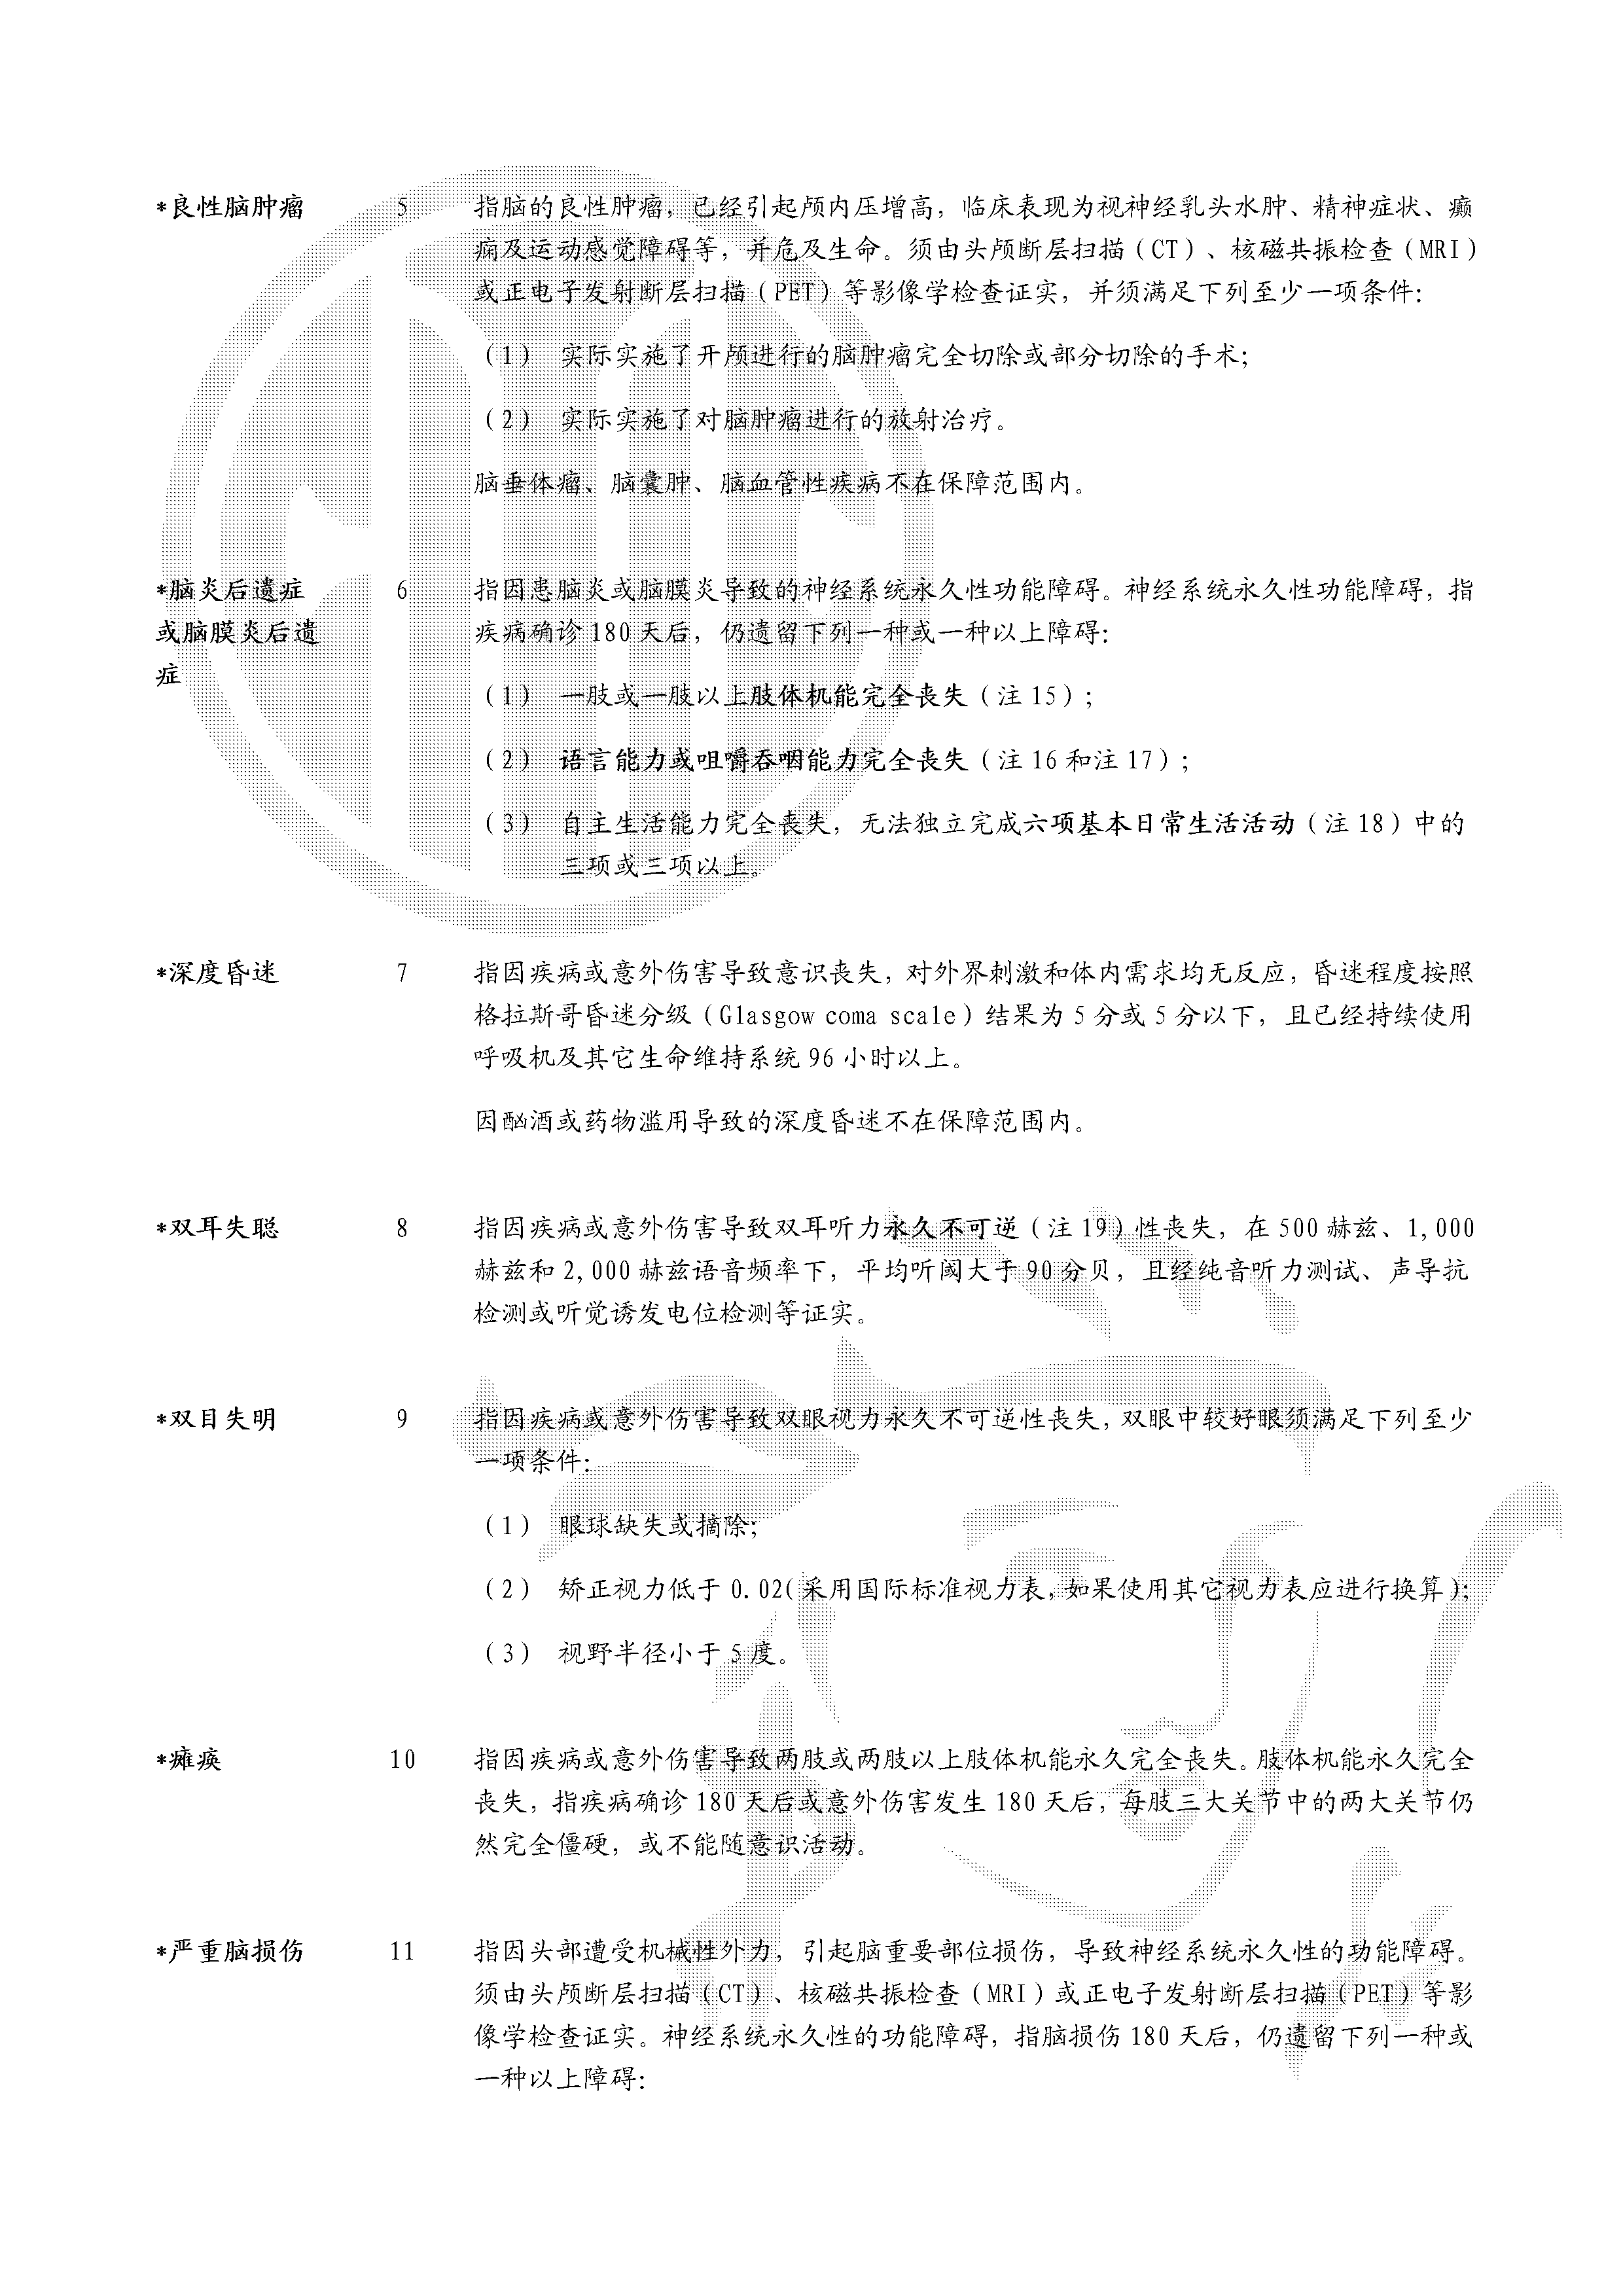 *良性脑肿瘤 5 指脑的良性肿瘤，已经引起颅内压增高，临床表现为视神经乳头水肿、精神症状、癫
痫及运动感觉障碍等，并危及生命。须由头颅断层扫描（CT）、核磁共振检查（MRI）
或正电子发射断层扫描（PET）等影像学检查证实，并须满足下列至少一项条件：
（1） 实际实施了开颅进行的脑肿瘤完全切除或部分切除的手术；
（2） 实际实施了对脑肿瘤进行的放射治疗。
脑垂体瘤、脑囊肿、脑血管性疾病不在保障范围内。
*脑炎后遗症 6 指因患脑炎或脑膜炎导致的神经系统永久性功能障碍。神经系统永久性功能障碍，指
或脑膜炎后遗 疾病确诊 180 天后，仍遗留下列一种或一种以上障碍：
症
（1） 一肢或一肢以上肢体机能完全丧失（注 15）；
（2） 语言能力或咀嚼吞咽能力完全丧失（注 16 和注 17）；
（3） 自主生活能力完全丧失，无法独立完成六项基本日常生活活动（注 18）中的
三项或三项以上。
*深度昏迷 7 指因疾病或意外伤害导致意识丧失，对外界刺激和体内需求均无反应，昏迷程度按照
格拉斯哥昏迷分级（Glasgow coma scale）结果为 5 分或 5 分以下，且已经持续使用
呼吸机及其它生命维持系统 96 小时以上。
因酗酒或药物滥用导致的深度昏迷不在保障范围内。
*双耳失聪 8 指因疾病或意外伤害导致双耳听力永久不可逆（注 19）性丧失，在 500 赫兹、1,000
赫兹和 2,000 赫兹语音频率下，平均听阈大于 90 分贝，且经纯音听力测试、声导抗
检测或听觉诱发电位检测等证实。
*双目失明 9 指因疾病或意外伤害导致双眼视力永久不可逆性丧失，双眼中较好眼须满足下列至少
一项条件：
（1） 眼球缺失或摘除；
（2） 矫正视力低于 0.02(采用国际标准视力表，如果使用其它视力表应进行换算)；
（3） 视野半径小于 5 度。
*瘫痪 10 指因疾病或意外伤害导致两肢或两肢以上肢体机能永久完全丧失。肢体机能永久完全
丧失，指疾病确诊 180 天后或意外伤害发生 180 天后，每肢三大关节中的两大关节仍
然完全僵硬，或不能随意识活动。
*严重脑损伤 11 指因头部遭受机械性外力，引起脑重要部位损伤，导致神经系统永久性的功能障碍。
须由头颅断层扫描（CT）、核磁共振检查（MRI）或正电子发射断层扫描（PET）等影
像学检查证实。神经系统永久性的功能障碍，指脑损伤 180 天后，仍遗留下列一种或
一种以上障碍：